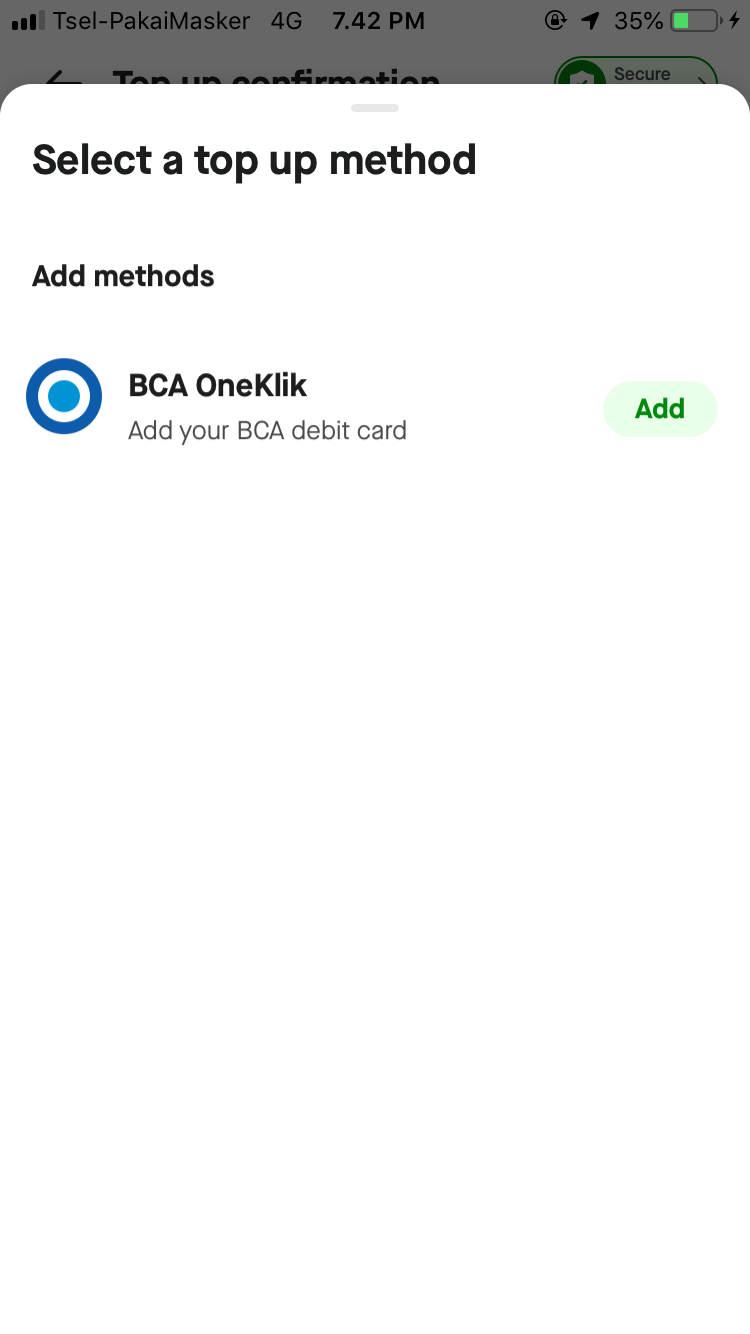 Tsel-PakaiMasker 4G 7.42 PM 35%
Top up confirmation Secure
Select a top up method
Add methods
BCA OneKlik
Add your BCA debit card
Add